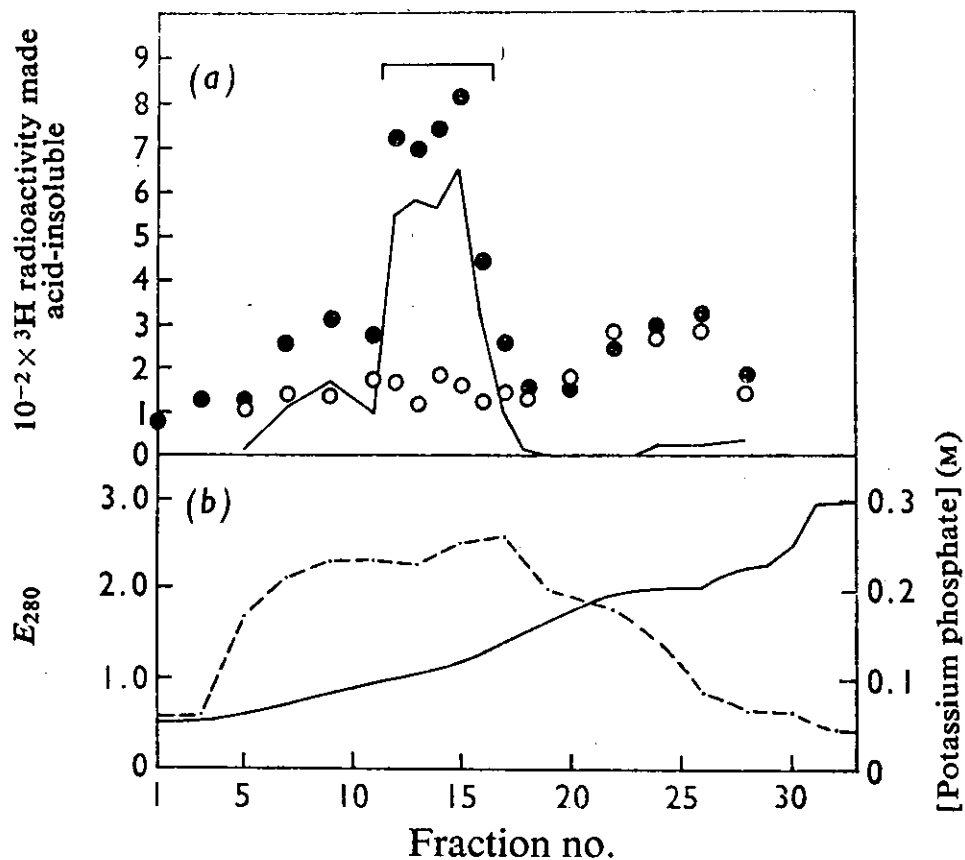 10⁻² × ³H radioactivity made
acid-insoluble
9
8
7
6
5
4
3
2
1
0
(a)
3.0
2.0
1.0
0
E₂₈₀
(b)
0.3
0.2
0.1
0
[Potassium phosphate] (M)
1 5 10 15 20 25 30
Fraction no.